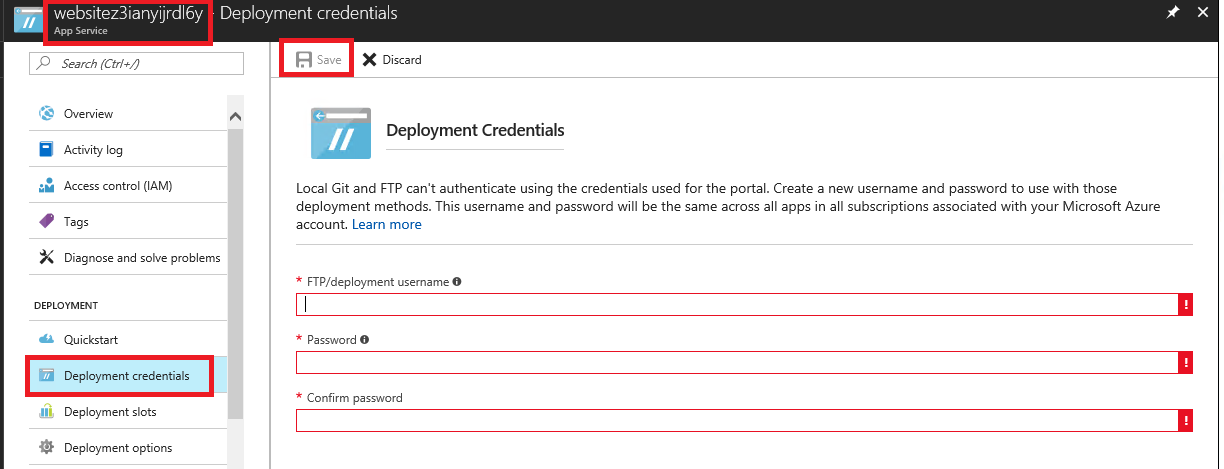 websitez3ianyijrdl6y - Deployment credentials
App Service
Search (Ctrl+/)
Overview
Activity log
Access control (IAM)
Tags
Diagnose and solve problems
DEPLOYMENT
Quickstart
Deployment credentials
Deployment slots
Deployment options
Save
Discard
Deployment Credentials
Local Git and FTP can't authenticate using the credentials used for the portal. Create a new username and password to use with those
deployment methods. This username and password will be the same across all apps in all subscriptions associated with your Microsoft Azure
account. Learn more
* FTP/deployment username
* Password
* Confirm password